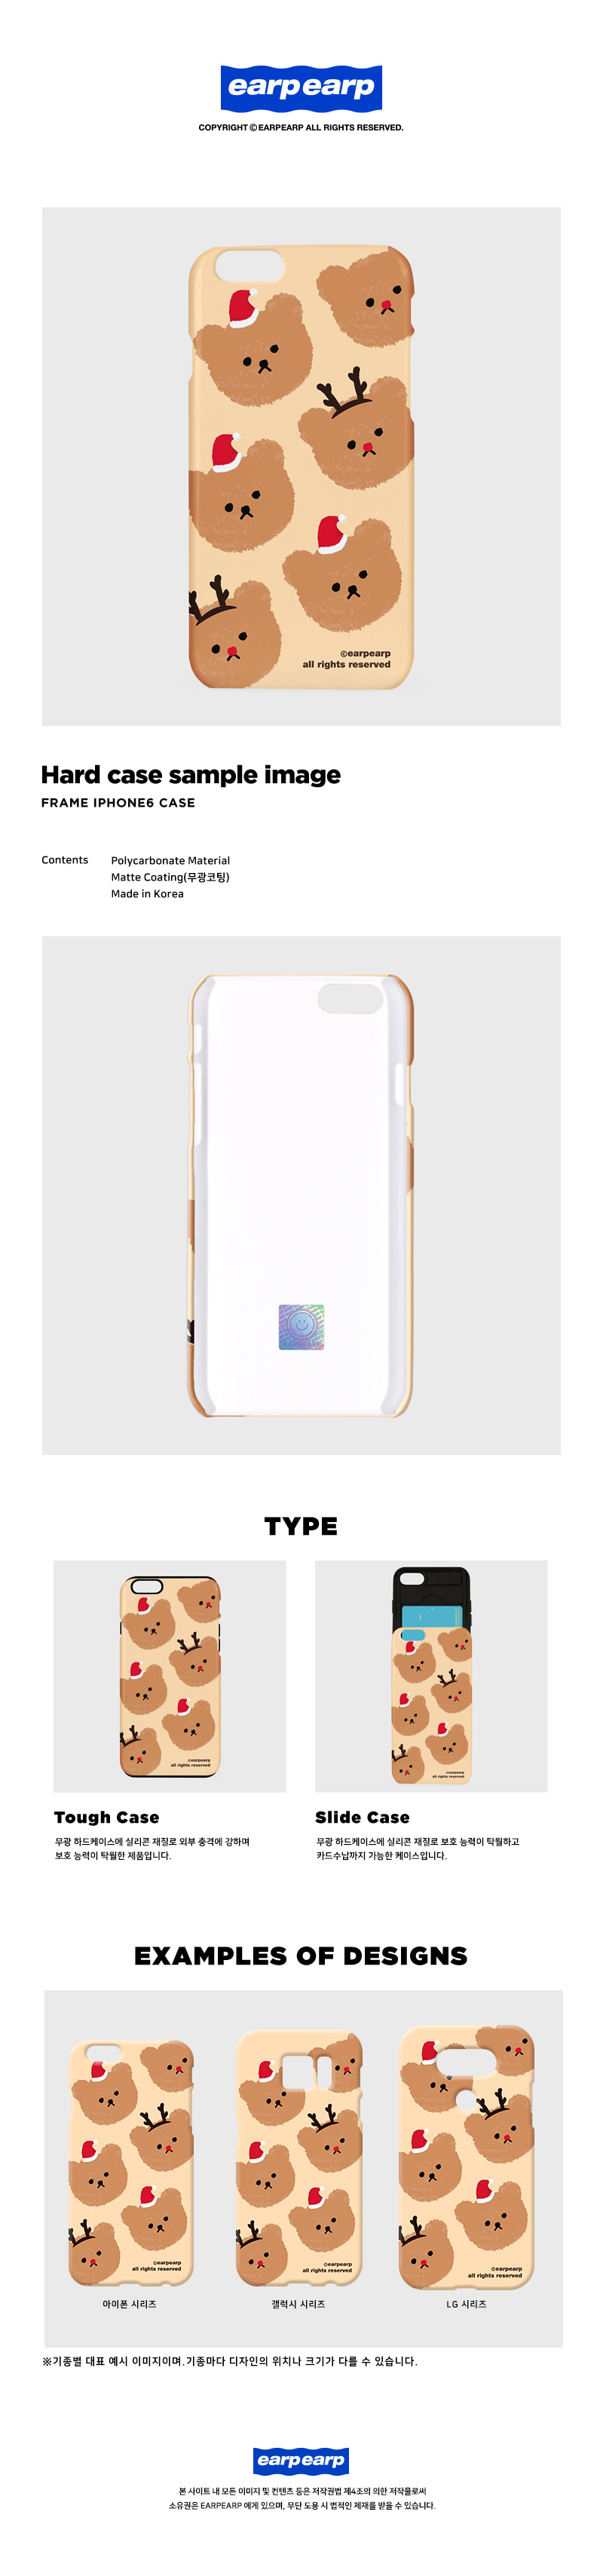 earp earp
COPYRIGHT © EARPEARP ALL RIGHTS RESERVED.
©earpearp
all rights reserved
Hard case sample image
FRAME IPHONE6 CASE
Contents
Polycarbonate Material
Matte Coating(무광코팅)
Made in Korea
TYPE
©earpearp
all rights reserved
©earpearp
all rights reserved
Tough Case
무광 하드케이스에 실리콘 재질로 외부 충격에 강하며
보호 능력이 탁월한 제품입니다.
Slide Case
무광 하드케이스에 실리콘 재질로 보호 능력이 탁월하고
카드수납까지 가능한 케이스입니다.
EXAMPLES OF DESIGNS
©earpearp
all rights reserved
©earpearp
all rights reserved
©earpearp
all rights reserved
아이폰 시리즈
갤럭시 시리즈
LG 시리즈
※기종별 대표 예시 이미지이며.기종마다 디자인의 위치나 크기가 다를 수 있습니다.
earp earp
본 사이트 내 모든 이미지 및 컨텐츠 등은 저작권법 제4조의 의한 저작물로써
소유권은 EARPEARP 에게 있으며, 무단 도용 시 법적인 제재를 받을 수 있습니다.